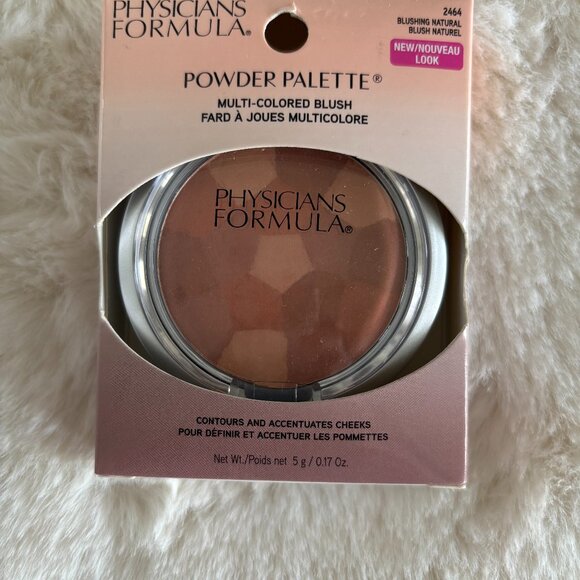 PHYSICIANS
FORMULA®
2464
BLUSHING NATURAL
BLUSH NATUREL
NEW/NOUVEAU
LOOK
POWDER PALETTE®
MULTI-COLORED BLUSH
FARD À JOUES MULTICOLORE
PHYSICIANS
FORMULA®
CONTOURS AND ACCENTUATES CHEEKS
POUR DÉFINIR ET ACCENTUER LES POMMETTES
Net Wt./Poids net 5 g / 0.17 Oz.